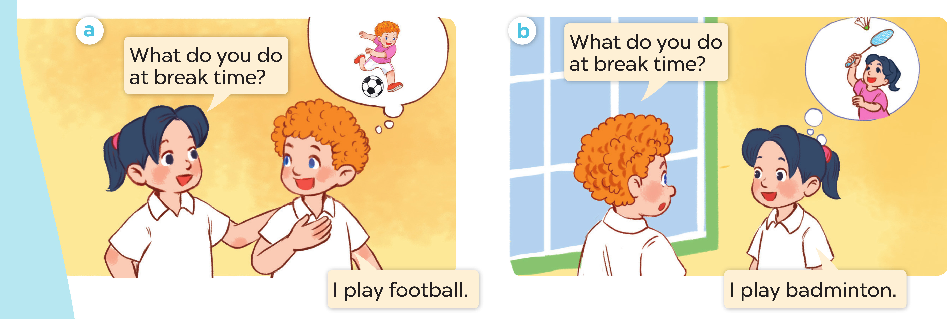 a
What do you do
at break time?
I play football.
b
What do you do
at break time?
I play badminton.